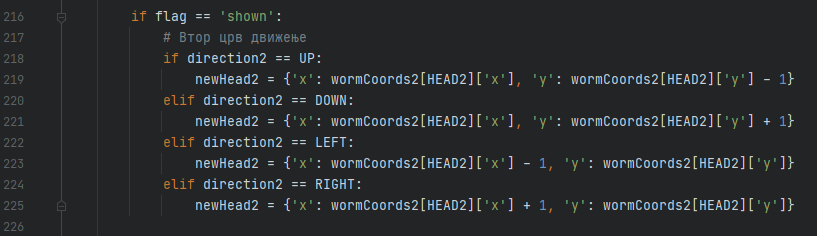 216 if flag == 'shown':
217 # Втор црв движење
218 if direction2 == UP:
219 newHead2 = {'x': wormCoords2[HEAD2]['x'], 'y': wormCoords2[HEAD2]['y'] - 1}
220 elif direction2 == DOWN:
221 newHead2 = {'x': wormCoords2[HEAD2]['x'], 'y': wormCoords2[HEAD2]['y'] + 1}
222 elif direction2 == LEFT:
223 newHead2 = {'x': wormCoords2[HEAD2]['x'] - 1, 'y': wormCoords2[HEAD2]['y']}
224 elif direction2 == RIGHT:
225 newHead2 = {'x': wormCoords2[HEAD2]['x'] + 1, 'y': wormCoords2[HEAD2]['y']}
226